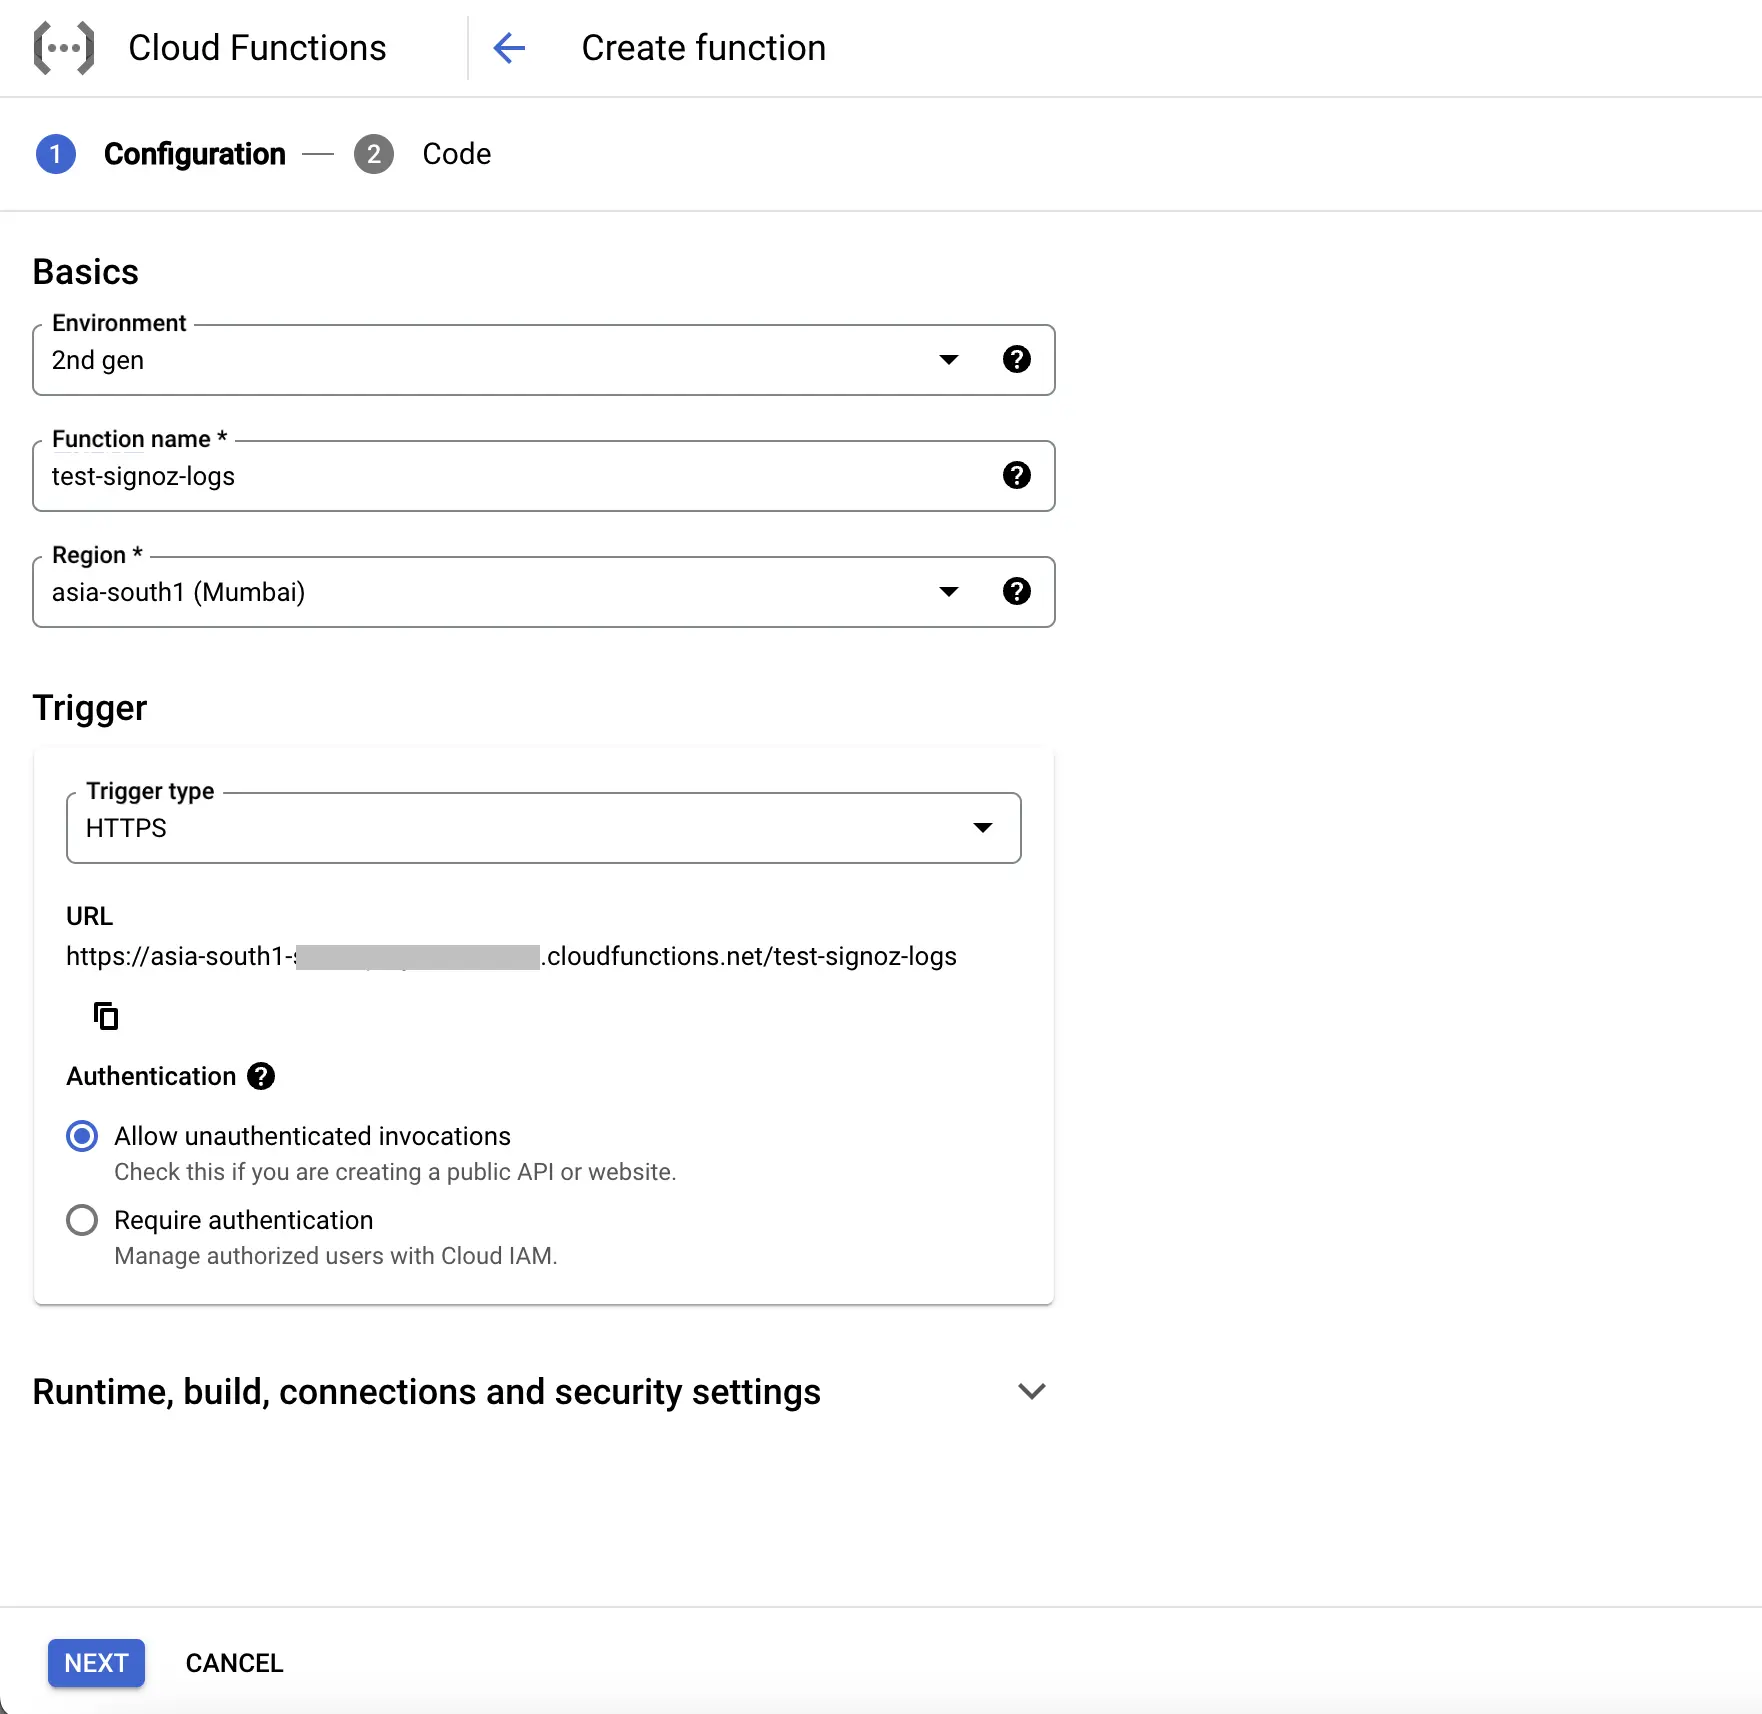 Cloud Functions
Create function
1 Configuration — 2 Code
Basics
Environment
2nd gen
Function name *
test-signoz-logs
Region *
asia-south1 (Mumbai)
Trigger
Trigger type
HTTPS
URL
https://asia-south1- .cloudfunctions.net/test-signoz-logs
Authentication
Allow unauthenticated invocations
Check this if you are creating a public API or website.
Require authentication
Manage authorized users with Cloud IAM.
Runtime, build, connections and security settings
NEXT
CANCEL